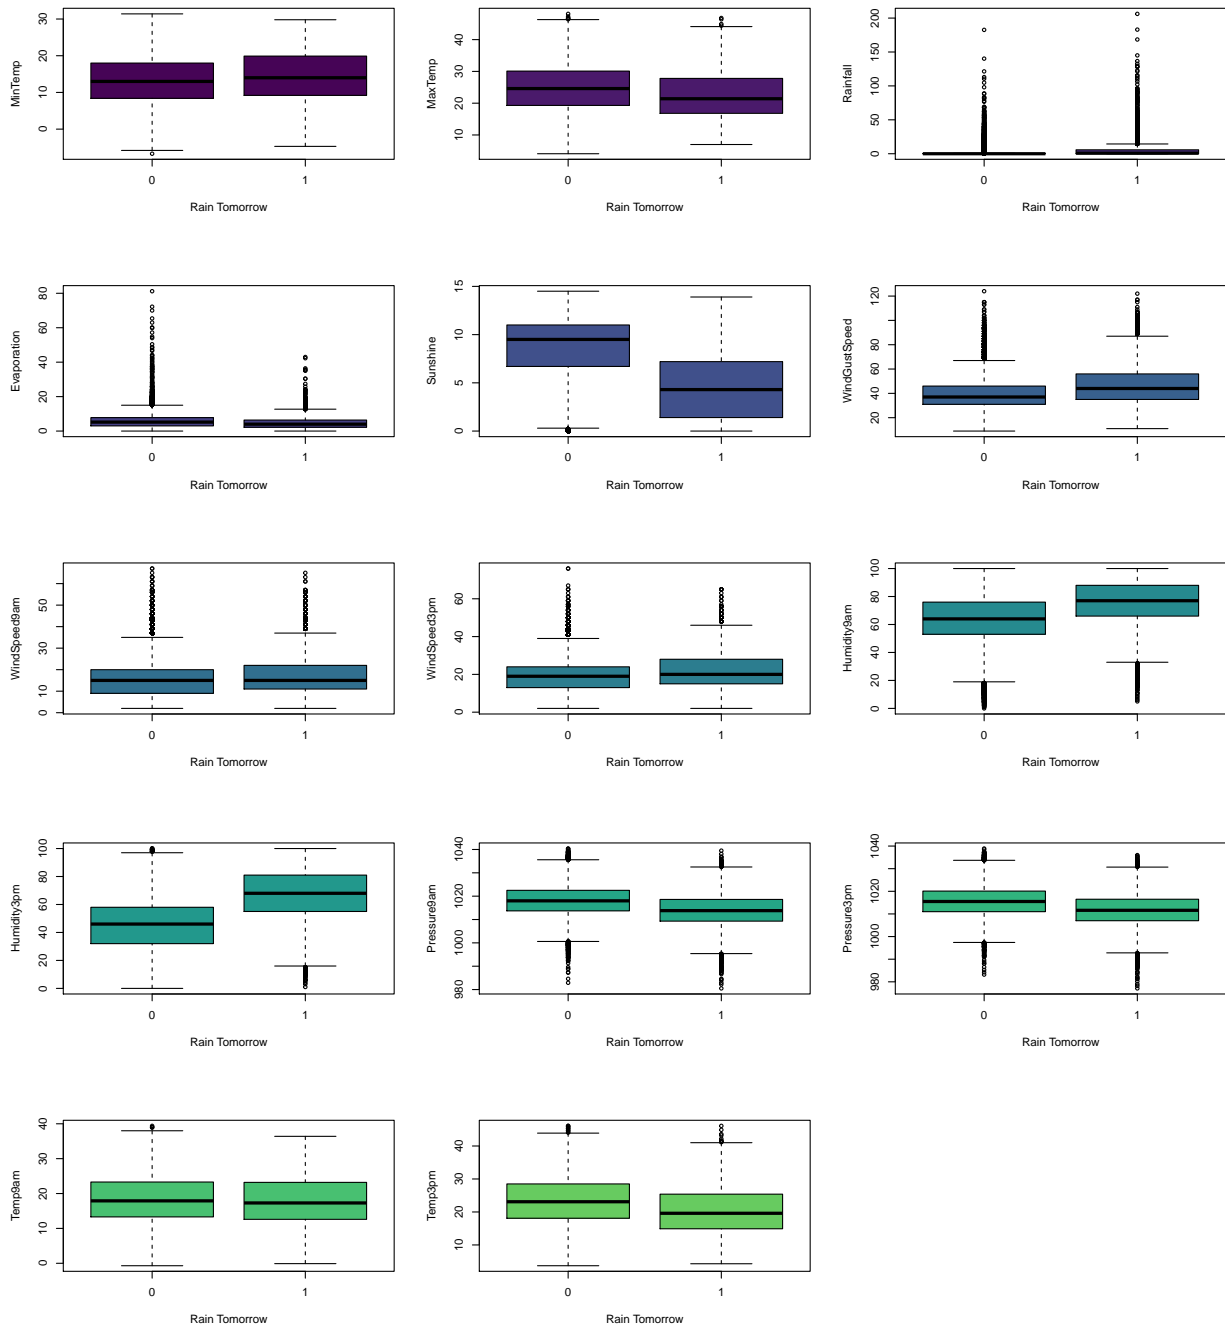 MinTemp
0 10 20 30
0 1
Rain Tomorrow
MaxTemp
10 20 30 40
0 1
Rain Tomorrow
Rainfall
0 50 100 150 200
0 1
Rain Tomorrow
Evaporation
0 20 40 60 80
0 1
Rain Tomorrow
Sunshine
0 5 10 15
0 1
Rain Tomorrow
WindGustSpeed
20 40 60 80 120
0 1
Rain Tomorrow
WindSpeed9am
0 10 30 50
0 1
Rain Tomorrow
WindSpeed3pm
0 20 40 60
0 1
Rain Tomorrow
Humidity9am
0 20 40 60 80 100
0 1
Rain Tomorrow
Humidity3pm
0 20 40 60 80 100
0 1
Rain Tomorrow
Pressure9am
980 1000 1020 1040
0 1
Rain Tomorrow
Pressure3pm
980 1000 1020 1040
0 1
Rain Tomorrow
Temp9am
0 10 20 30 40
0 1
Rain Tomorrow
Temp3pm
10 20 30 40
0 1
Rain Tomorrow